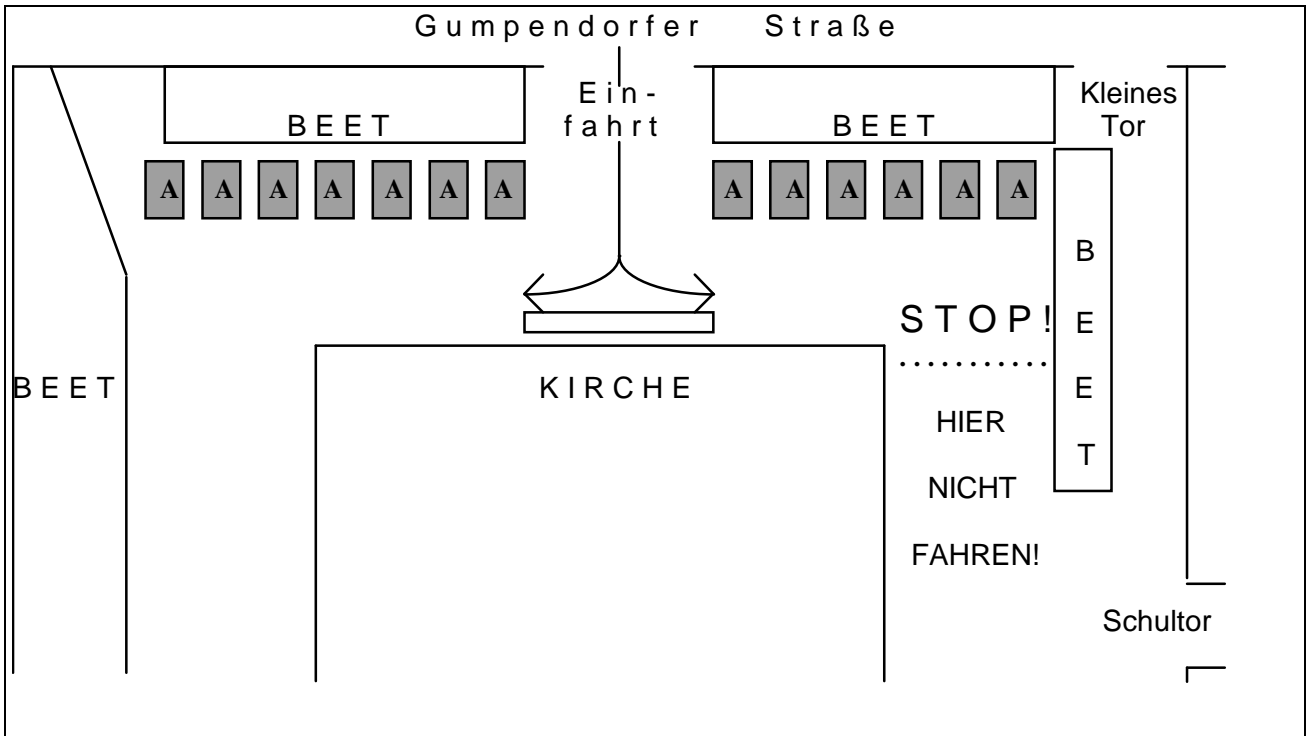 Gumpendorfer Straße
Ein-
fahrt
Kleines
Tor
BEET
BEET
A A A A A A A
A A A A A A
B
E
E
T
STOP!
BEET
KIRCHE
HIER
NICHT
FAHREN!
Schultor